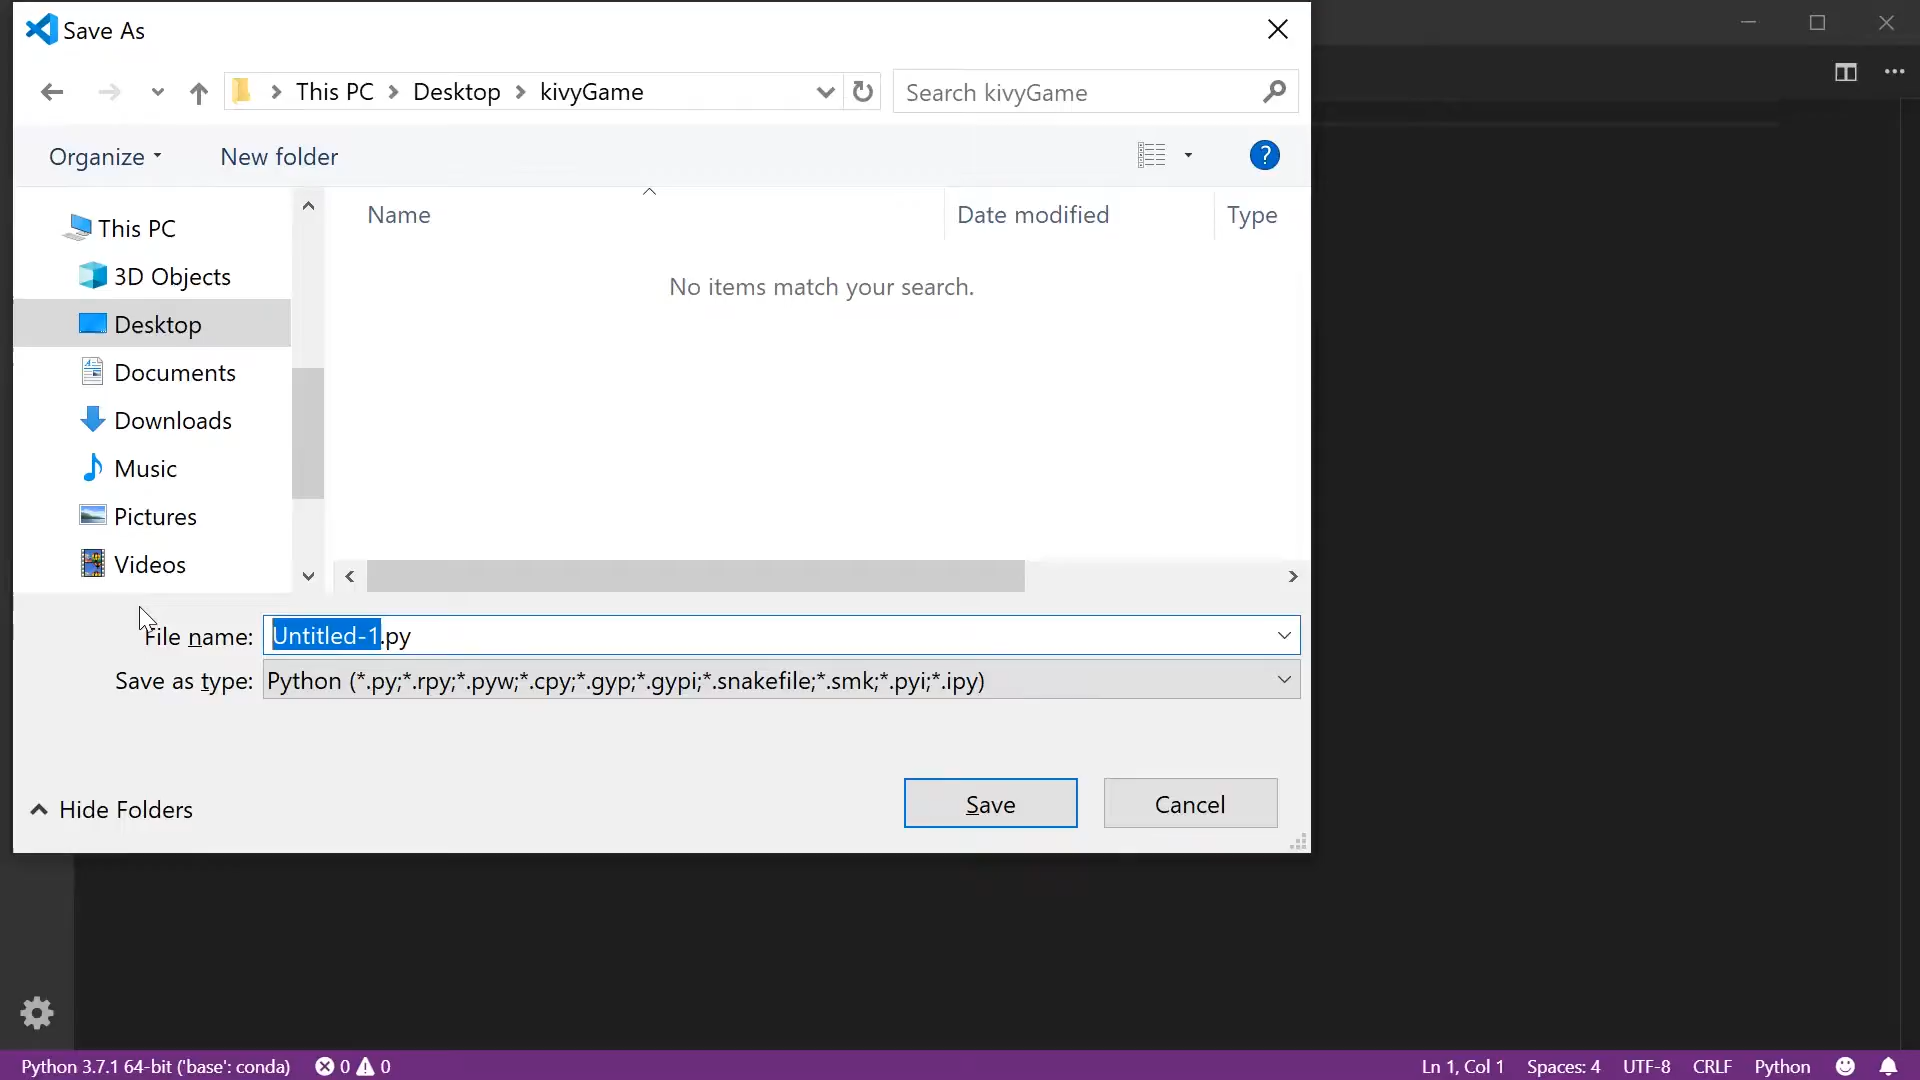 Save As
This PC Desktop kivyGame
Search kivyGame
Organize
New folder
?
Name
Date modified
Type
This PC
No items match your search.
3D Objects
Desktop
Documents
Downloads
Music
Pictures
Videos
File name:
Untitled-1.py
Save as type:
Python (*.py;*.rpy;*.pyw;*.cpy;*.gyp;*.gypi;*.snakefile;*.smk;*.pyi;*.ipy)
Hide Folders
Save
Cancel
Python 3.7.1 64-bit ('base': conda)
0
0
Ln 1, Col 1
Spaces: 4
UTF-8
CRLF
Python